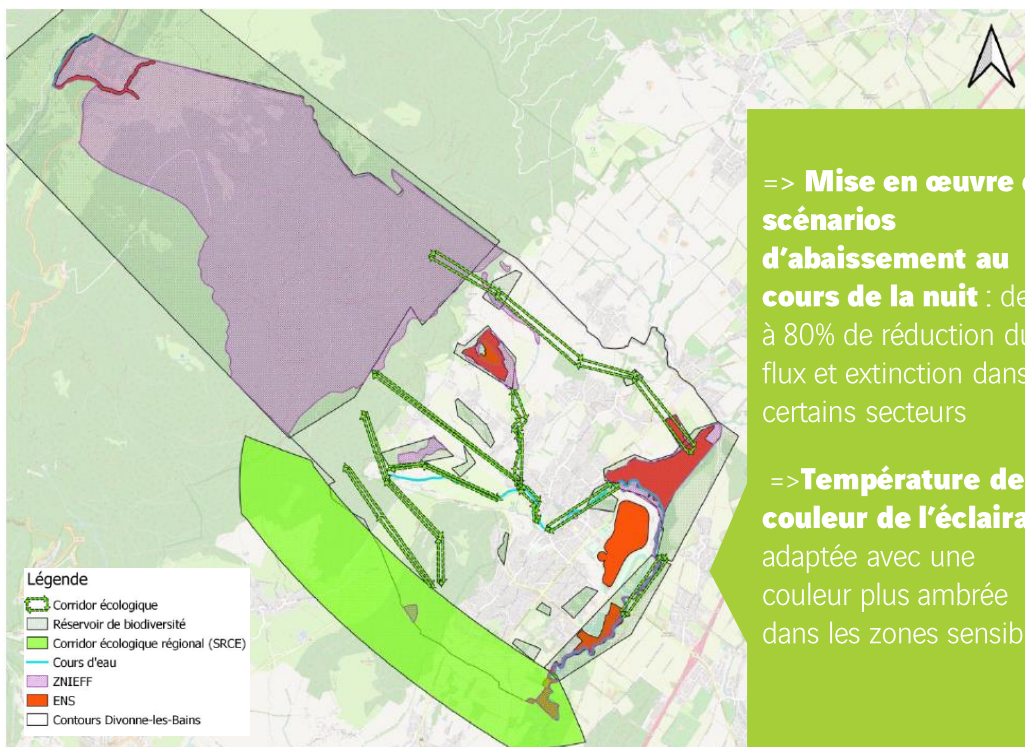 => Mise en œuvre
scénarios
d'abaissement au
cours de la nuit : de
à 80% de réduction du
flux et extinction dans
certains secteurs
=>Température de
couleur de l'éclaira
adaptée avec une
couleur plus ambrée
dans les zones sensib
Légende
Corridor écologique
Réservoir de biodiversité
Corridor écologique régional (SRCE)
Cours d'eau
ZNIEFF
ENS
Contours Divonne-les-Bains